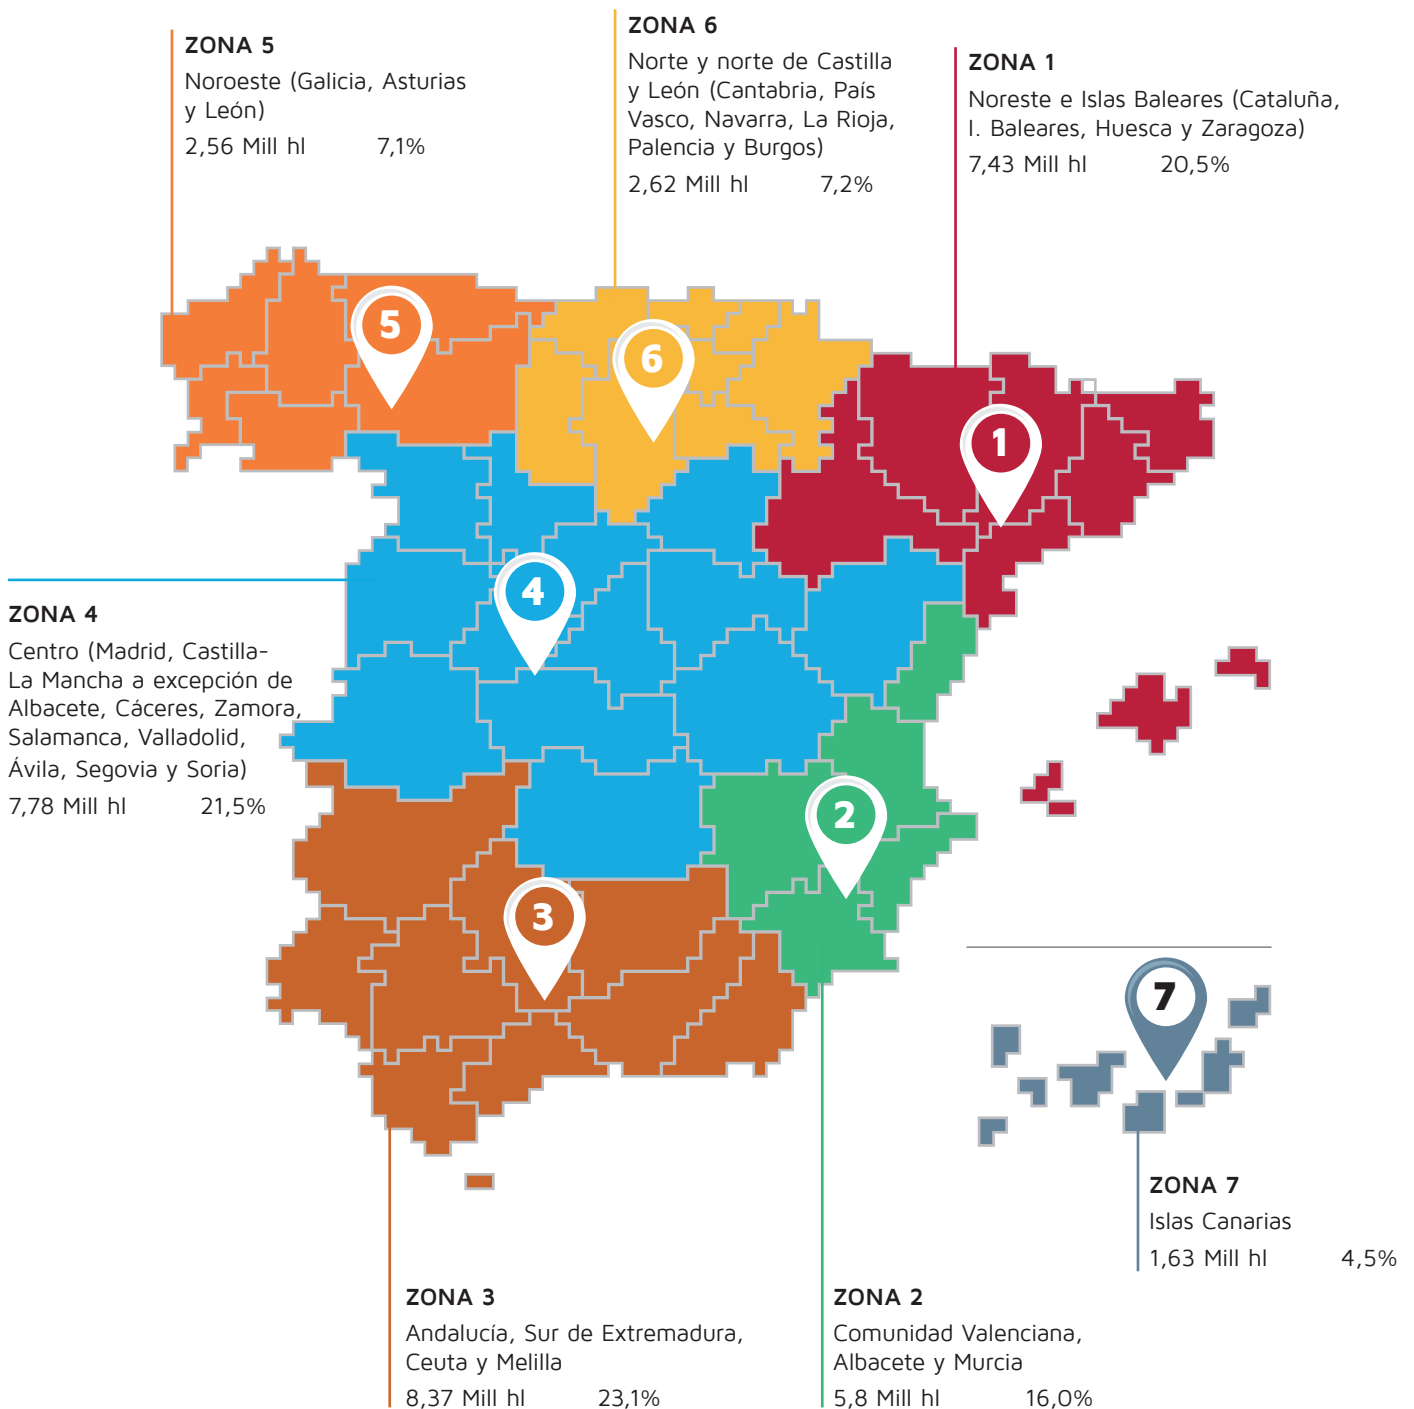 ZONA 5
Noroeste (Galicia, Asturias
y León)
2,56 Mill hl 7,1%
ZONA 6
Norte y norte de Castilla
y León (Cantabria, País
Vasco, Navarra, La Rioja,
Palencia y Burgos)
2,62 Mill hl 7,2%
ZONA 1
Noreste e Islas Baleares (Cataluña,
I. Baleares, Huesca y Zaragoza)
7,43 Mill hl 20,5%
5
6
1
4
ZONA 4
Centro (Madrid, Castilla-
La Mancha a excepción de
Albacete, Cáceres, Zamora,
Salamanca, Valladolid,
Ávila, Segovia y Soria)
7,78 Mill hl 21,5%
2
3
7
ZONA 7
Islas Canarias
1,63 Mill hl 4,5%
ZONA 3
Andalucía, Sur de Extremadura,
Ceuta y Melilla
8,37 Mill hl 23,1%
ZONA 2
Comunidad Valenciana,
Albacete y Murcia
5,8 Mill hl 16,0%